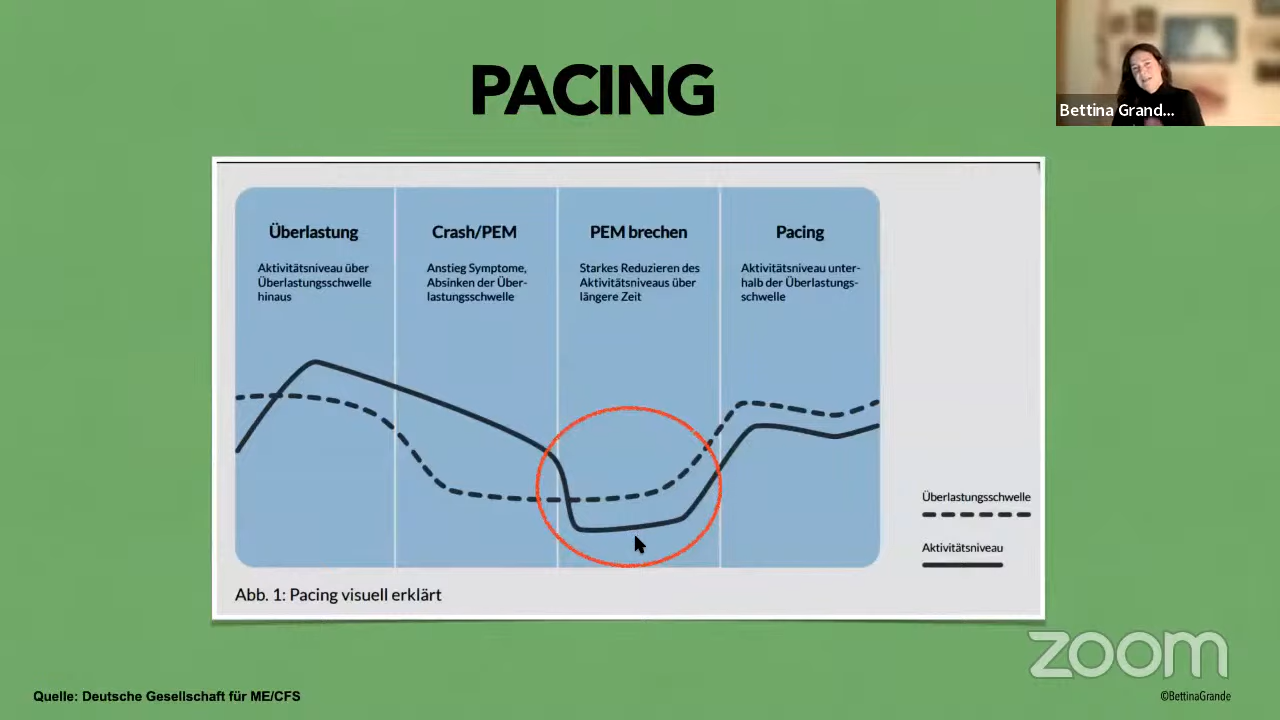 PACING
Bettina Grand...
Überlastung
Aktivitätsniveau über
Überlastungsschwelle
hinaus
Crash/PEM
Anstieg Symptome,
Absinken der Über-
lastungsschwelle
PEM brechen
Starkes Reduzieren des
Aktivitätsniveaus über
längere Zeit
Pacing
Aktivitätsniveau unter-
halb der Überlastungs-
schwelle
Überlastungsschwelle
Aktivitätsniveau
Abb. 1: Pacing visuell erklärt
zoom
Quelle: Deutsche Gesellschaft für ME/CFS
©BettinaGrande